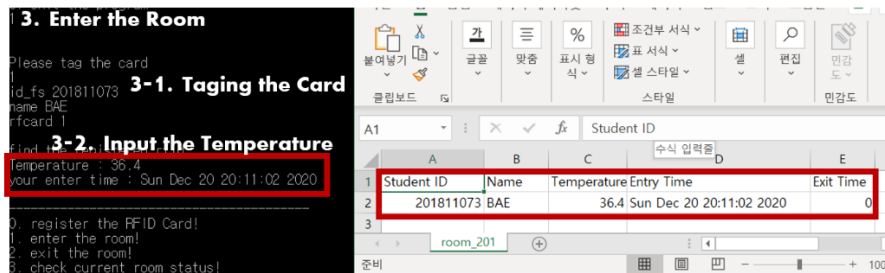 3. Enter the Room
Please tag the card
1
id_fs 201811073
3-1. Taging the Card
name BAE
rfcard 1
3-2. Input the Temperature
Temperature : 36.4
your enter time : Sun Dec 20 20:11:02 2020
0. register the RFID Card!
1. enter the room!
2. exit the room!
3. check current room status!
붙여넣기
가
글꼴
맞춤
%
표시 형식
조건부 서식
표 서식
셀 스타일
셀
편집
민감도
클립보드
스타일
민감도
A1
fx
Student ID
수식 입력줄
A B C D E
1 Student ID Name Temperature Entry Time Exit Time
2 201811073 BAE 36.4 Sun Dec 20 20:11:02 2020 0
3
room_201
준비